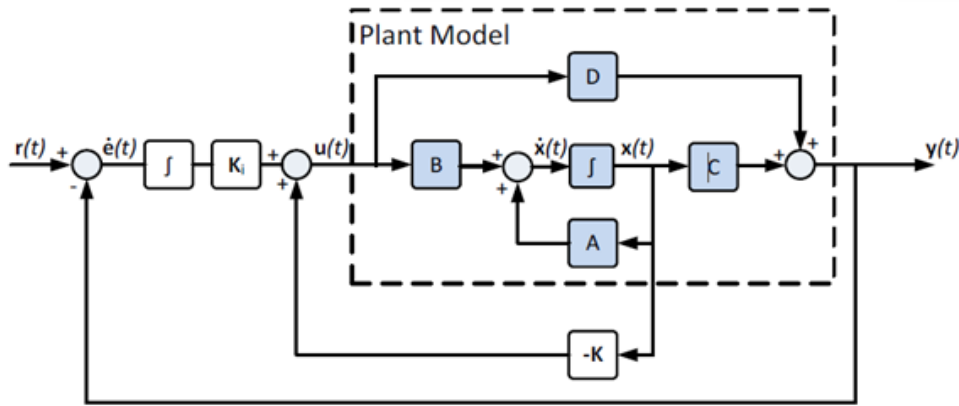 Plant Model
D
+
r(t) + ė(t) ∫ Kᵢ + u(t) B + ẋ(t) ∫ x(t) C + y(t)
- + +
A
-K